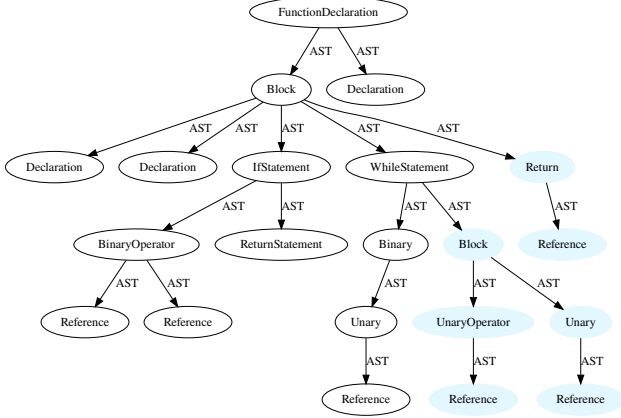 FunctionDeclaration
AST AST
Block Declaration
AST AST AST AST AST
Declaration Declaration IfStatement WhileStatement Return
AST AST AST AST AST
BinaryOperator ReturnStatement Binary Block Reference
AST AST AST AST AST
Reference Reference Unary UnaryOperator Unary
AST AST AST
Reference Reference Reference